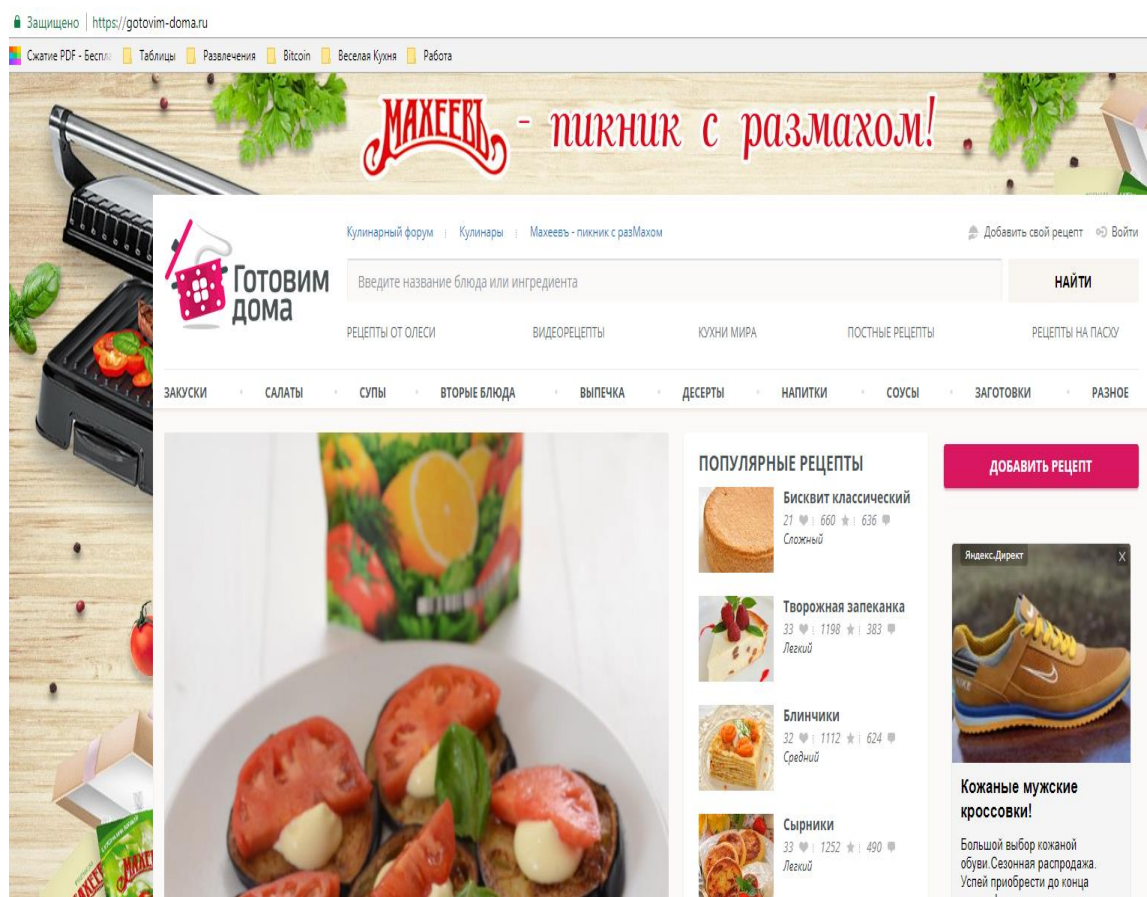 Защищено | https://gotovim-doma.ru
Сжатие PDF - Беспл Таблицы Развлечения Bitcoin Веселая Кухня Работа
МАХЕЕВЪ - пикник с размахом!
Кулинарный форум Кулинары Махеевъ - пикник с разМахом Добавить свой рецепт Войти
Готовим
дома
Введите название блюда или ингредиента НАЙТИ
РЕЦЕПТЫ ОТ ОЛЕСИ ВИДЕОРЕЦЕПТЫ КУХНИ МИРА ПОСТНЫЕ РЕЦЕПТЫ РЕЦЕПТЫ НА ПАСХУ
ЗАКУСКИ САЛАТЫ СУПЫ ВТОРЫЕ БЛЮДА ВЫПЕЧКА ДЕСЕРТЫ НАПИТКИ СОУСЫ ЗАГОТОВКИ РАЗНОЕ
ПОПУЛЯРНЫЕ РЕЦЕПТЫ
Бисквит классический
21 660 636
Сложный
Творожная запеканка
33 1198 383
Легкий
Блинчики
32 1112 624
Средний
Сырники
33 1252 490
Легкий
ДОБАВИТЬ РЕЦЕПТ
Яндекс.Директ X
NIKE
Кожаные мужские
кроссовки!
Большой выбор кожаной
обуви.Сезонная распродажа.
Успей приобрести до конца
МАХЕЕВ
МАХЕЕВ